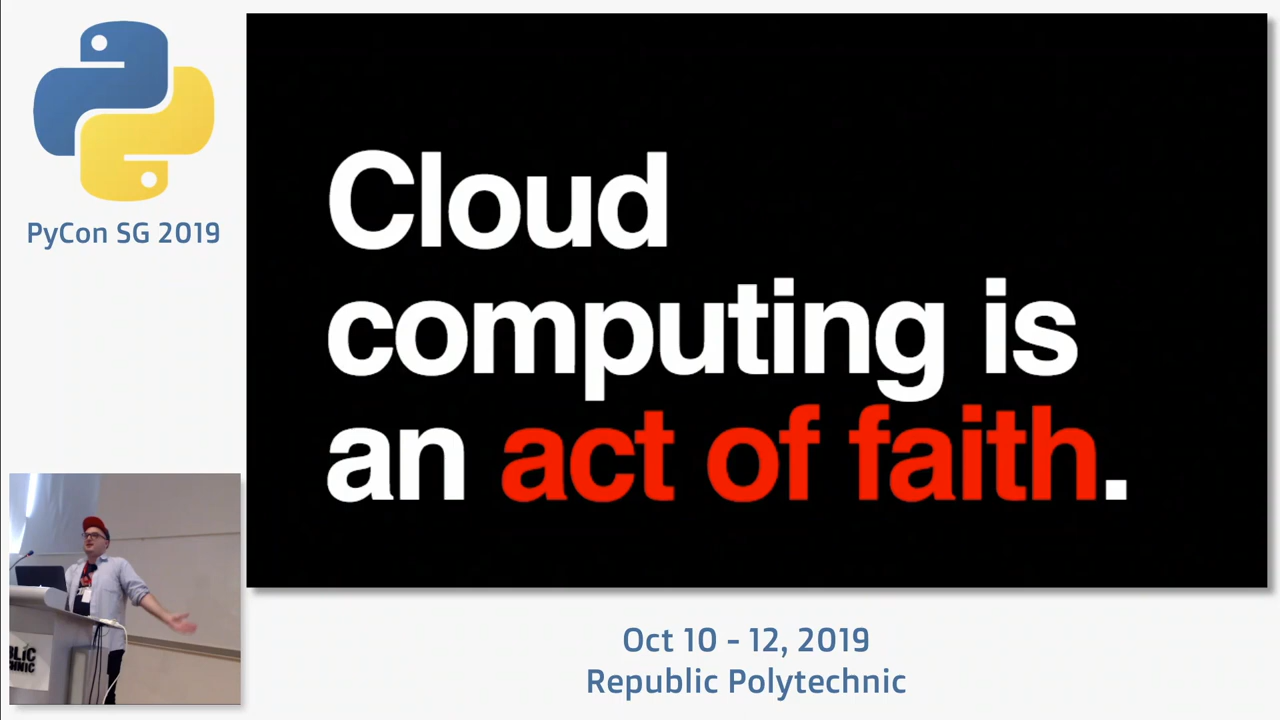 PyCon SG 2019
Cloud
computing is
an act of faith.
Oct 10 - 12, 2019
Republic Polytechnic